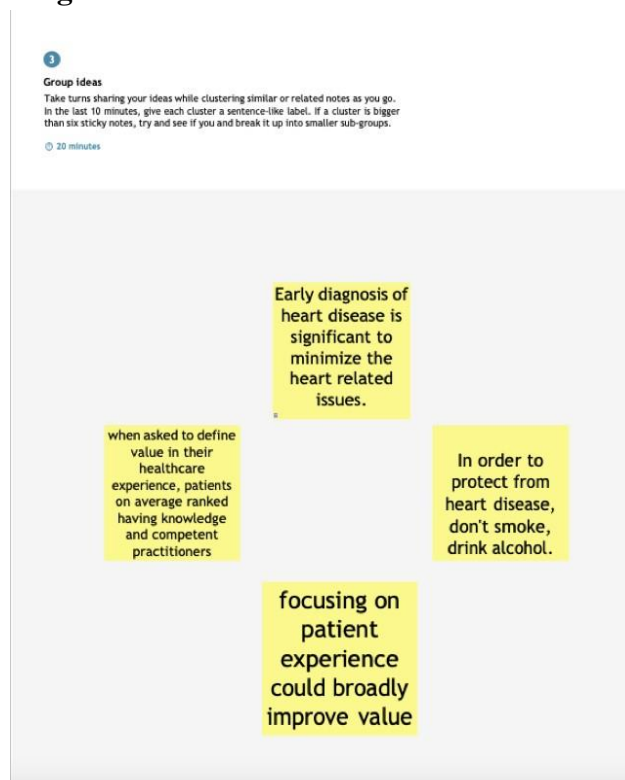 3
Group ideas
Take turns sharing your ideas while clustering similar or related notes as you go.
In the last 10 minutes, give each cluster a sentence-like label. If a cluster is bigger
than six sticky notes, try and see if you and break it up into smaller sub-groups.
20 minutes
Early diagnosis of
heart disease is
significant to
minimize the
heart related
issues.
when asked to define
value in their
healthcare
experience, patients
on average ranked
having knowledge
and competent
practitioners
In order to
protect from
heart disease,
don't smoke,
drink alcohol.
focusing on
patient
experience
could broadly
improve value